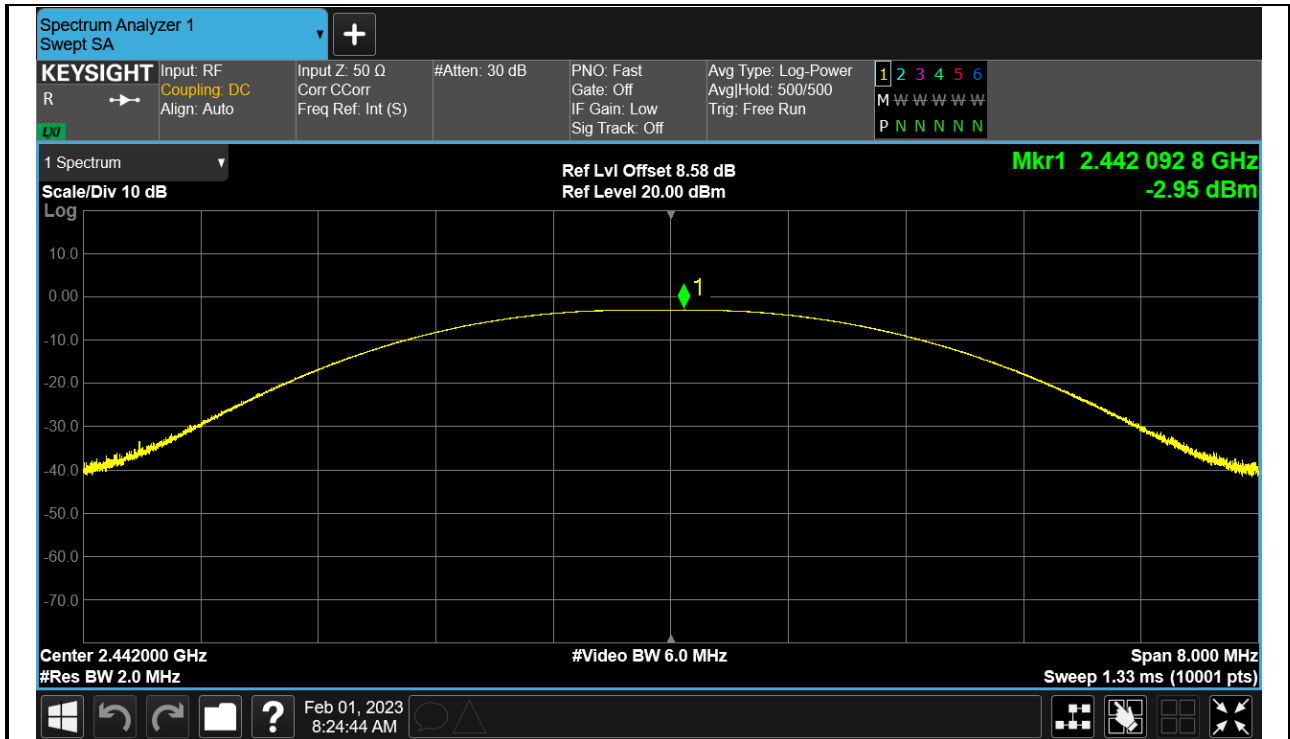 Spectrum Analyzer 1
Swept SA
KEYSIGHT
R
LXI
Input: RF
Coupling: DC
Align: Auto
Input Z: 50 Ω
Corr CCorr
Freq Ref: Int (S)
#Atten: 30 dB
PNO: Fast
Gate: Off
IF Gain: Low
Sig Track: Off
Avg Type: Log-Power
Avg|Hold: 500/500
Trig: Free Run
1 2 3 4 5 6
M W W W W W
P N N N N N
1 Spectrum
Scale/Div 10 dB
Log
Ref Lvl Offset 8.58 dB
Ref Level 20.00 dBm
Mkr1 2.442 092 8 GHz
-2.95 dBm
10.0
0.00
-10.0
-20.0
-30.0
-40.0
-50.0
-60.0
-70.0
1
Center 2.442000 GHz
#Res BW 2.0 MHz
#Video BW 6.0 MHz
Span 8.000 MHz
Sweep 1.33 ms (10001 pts)
?
Feb 01, 2023
8:24:44 AM